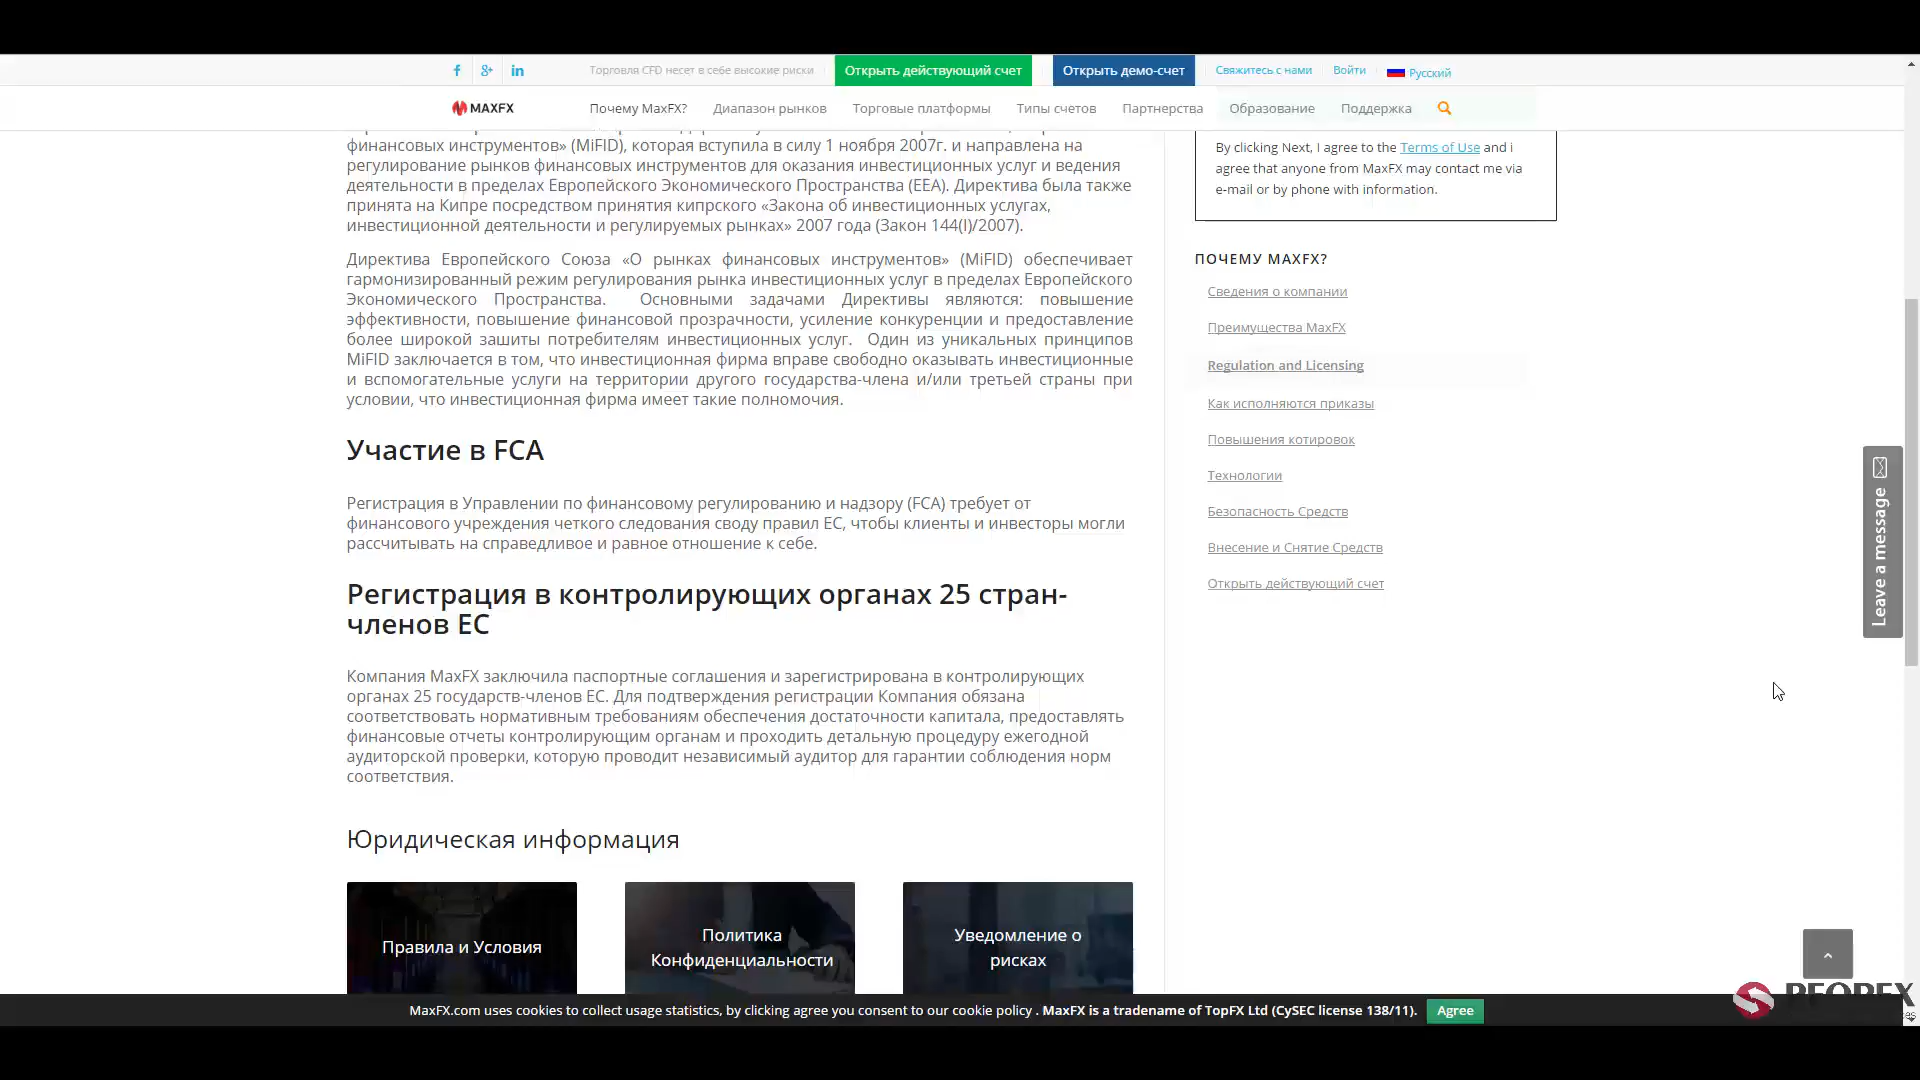 Торговля CFD несет в себе высокие риски
Открыть действующий счет
Открыть демо-счет
Свяжитесь с нами
Войти
Русский
MAXFX
Почему MaxFX?
Диапазон рынков
Торговые платформы
Типы счетов
Партнерства
Образование
Поддержка
финансовых инструментов» (MiFID), которая вступила в силу 1 ноября 2007г. и направлена на
регулирование рынков финансовых инструментов для оказания инвестиционных услуг и ведения
деятельности в пределах Европейского Экономического Пространства (EEA). Директива была также
принята на Кипре посредством принятия кипрского «Закона об инвестиционных услугах,
инвестиционной деятельности и регулируемых рынках» 2007 года (Закон 144(I)/2007).
Директива Европейского Союза «О рынках финансовых инструментов» (MiFID) обеспечивает
гармонизированный режим регулирования рынка инвестиционных услуг в пределах Европейского
Экономического Пространства. Основными задачами Директивы являются: повышение
эффективности, повышение финансовой прозрачности, усиление конкуренции и предоставление
более широкой зашиты потребителям инвестиционных услуг. Один из уникальных принципов
MiFID заключается в том, что инвестиционная фирма вправе свободно оказывать инвестиционные
и вспомогательные услуги на территории другого государства-члена и/или третьей страны при
условии, что инвестиционная фирма имеет такие полномочия.
Участие в FCA
Регистрация в Управлении по финансовому регулированию и надзору (FCA) требует от
финансового учреждения четкого следования своду правил ЕС, чтобы клиенты и инвесторы могли
рассчитывать на справедливое и равное отношение к себе.
Регистрация в контролирующих органах 25 стран-
членов ЕС
Компания MaxFX заключила паспортные соглашения и зарегистрирована в контролирующих
органах 25 государств-членов ЕС. Для подтверждения регистрации Компания обязана
соответствовать нормативным требованиям обеспечения достаточности капитала, предоставлять
финансовые отчеты контролирующим органам и проходить детальную процедуру ежегодной
аудиторской проверки, которую проводит независимый аудитор для гарантии соблюдения норм
соответствия.
Юридическая информация
Правила и Условия
Политика
Конфиденциальности
Уведомление о
рисках
By clicking Next, I agree to the Terms of Use and i
agree that anyone from MaxFX may contact me via
e-mail or by phone with information.
ПОЧЕМУ MAXFX?
Сведения о компании
Преимущества MaxFX
Regulation and Licensing
Как исполняются приказы
Повышения котировок
Технологии
Безопасность Средств
Внесение и Снятие Средств
Открыть действующий счет
Leave a message
MaxFX.com uses cookies to collect usage statistics, by clicking agree you consent to our cookie policy . MaxFX is a tradename of TopFX Ltd (CySEC license 138/11).
Agree